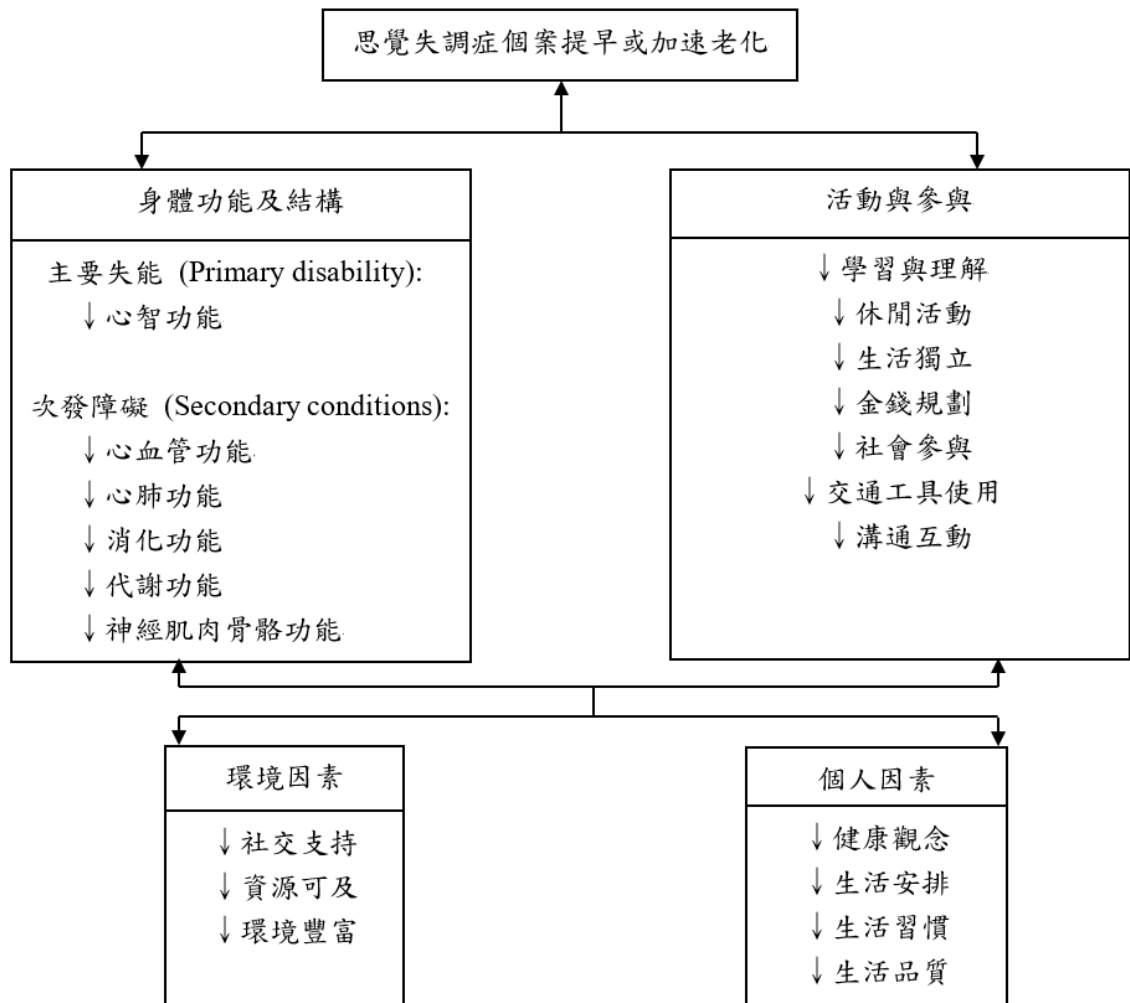 思覺失調症個案提早或加速老化
身體功能及結構
主要失能 (Primary disability):
↓心智功能
次發障礙 (Secondary conditions):
↓心血管功能
↓心肺功能
↓消化功能
↓代謝功能
↓神經肌肉骨骼功能
活動與參與
↓學習與理解
↓休閒活動
↓生活獨立
↓金錢規劃
↓社會參與
↓交通工具使用
↓溝通互動
環境因素
↓社交支持
↓資源可及
↓環境豐富
個人因素
↓健康觀念
↓生活安排
↓生活習慣
↓生活品質